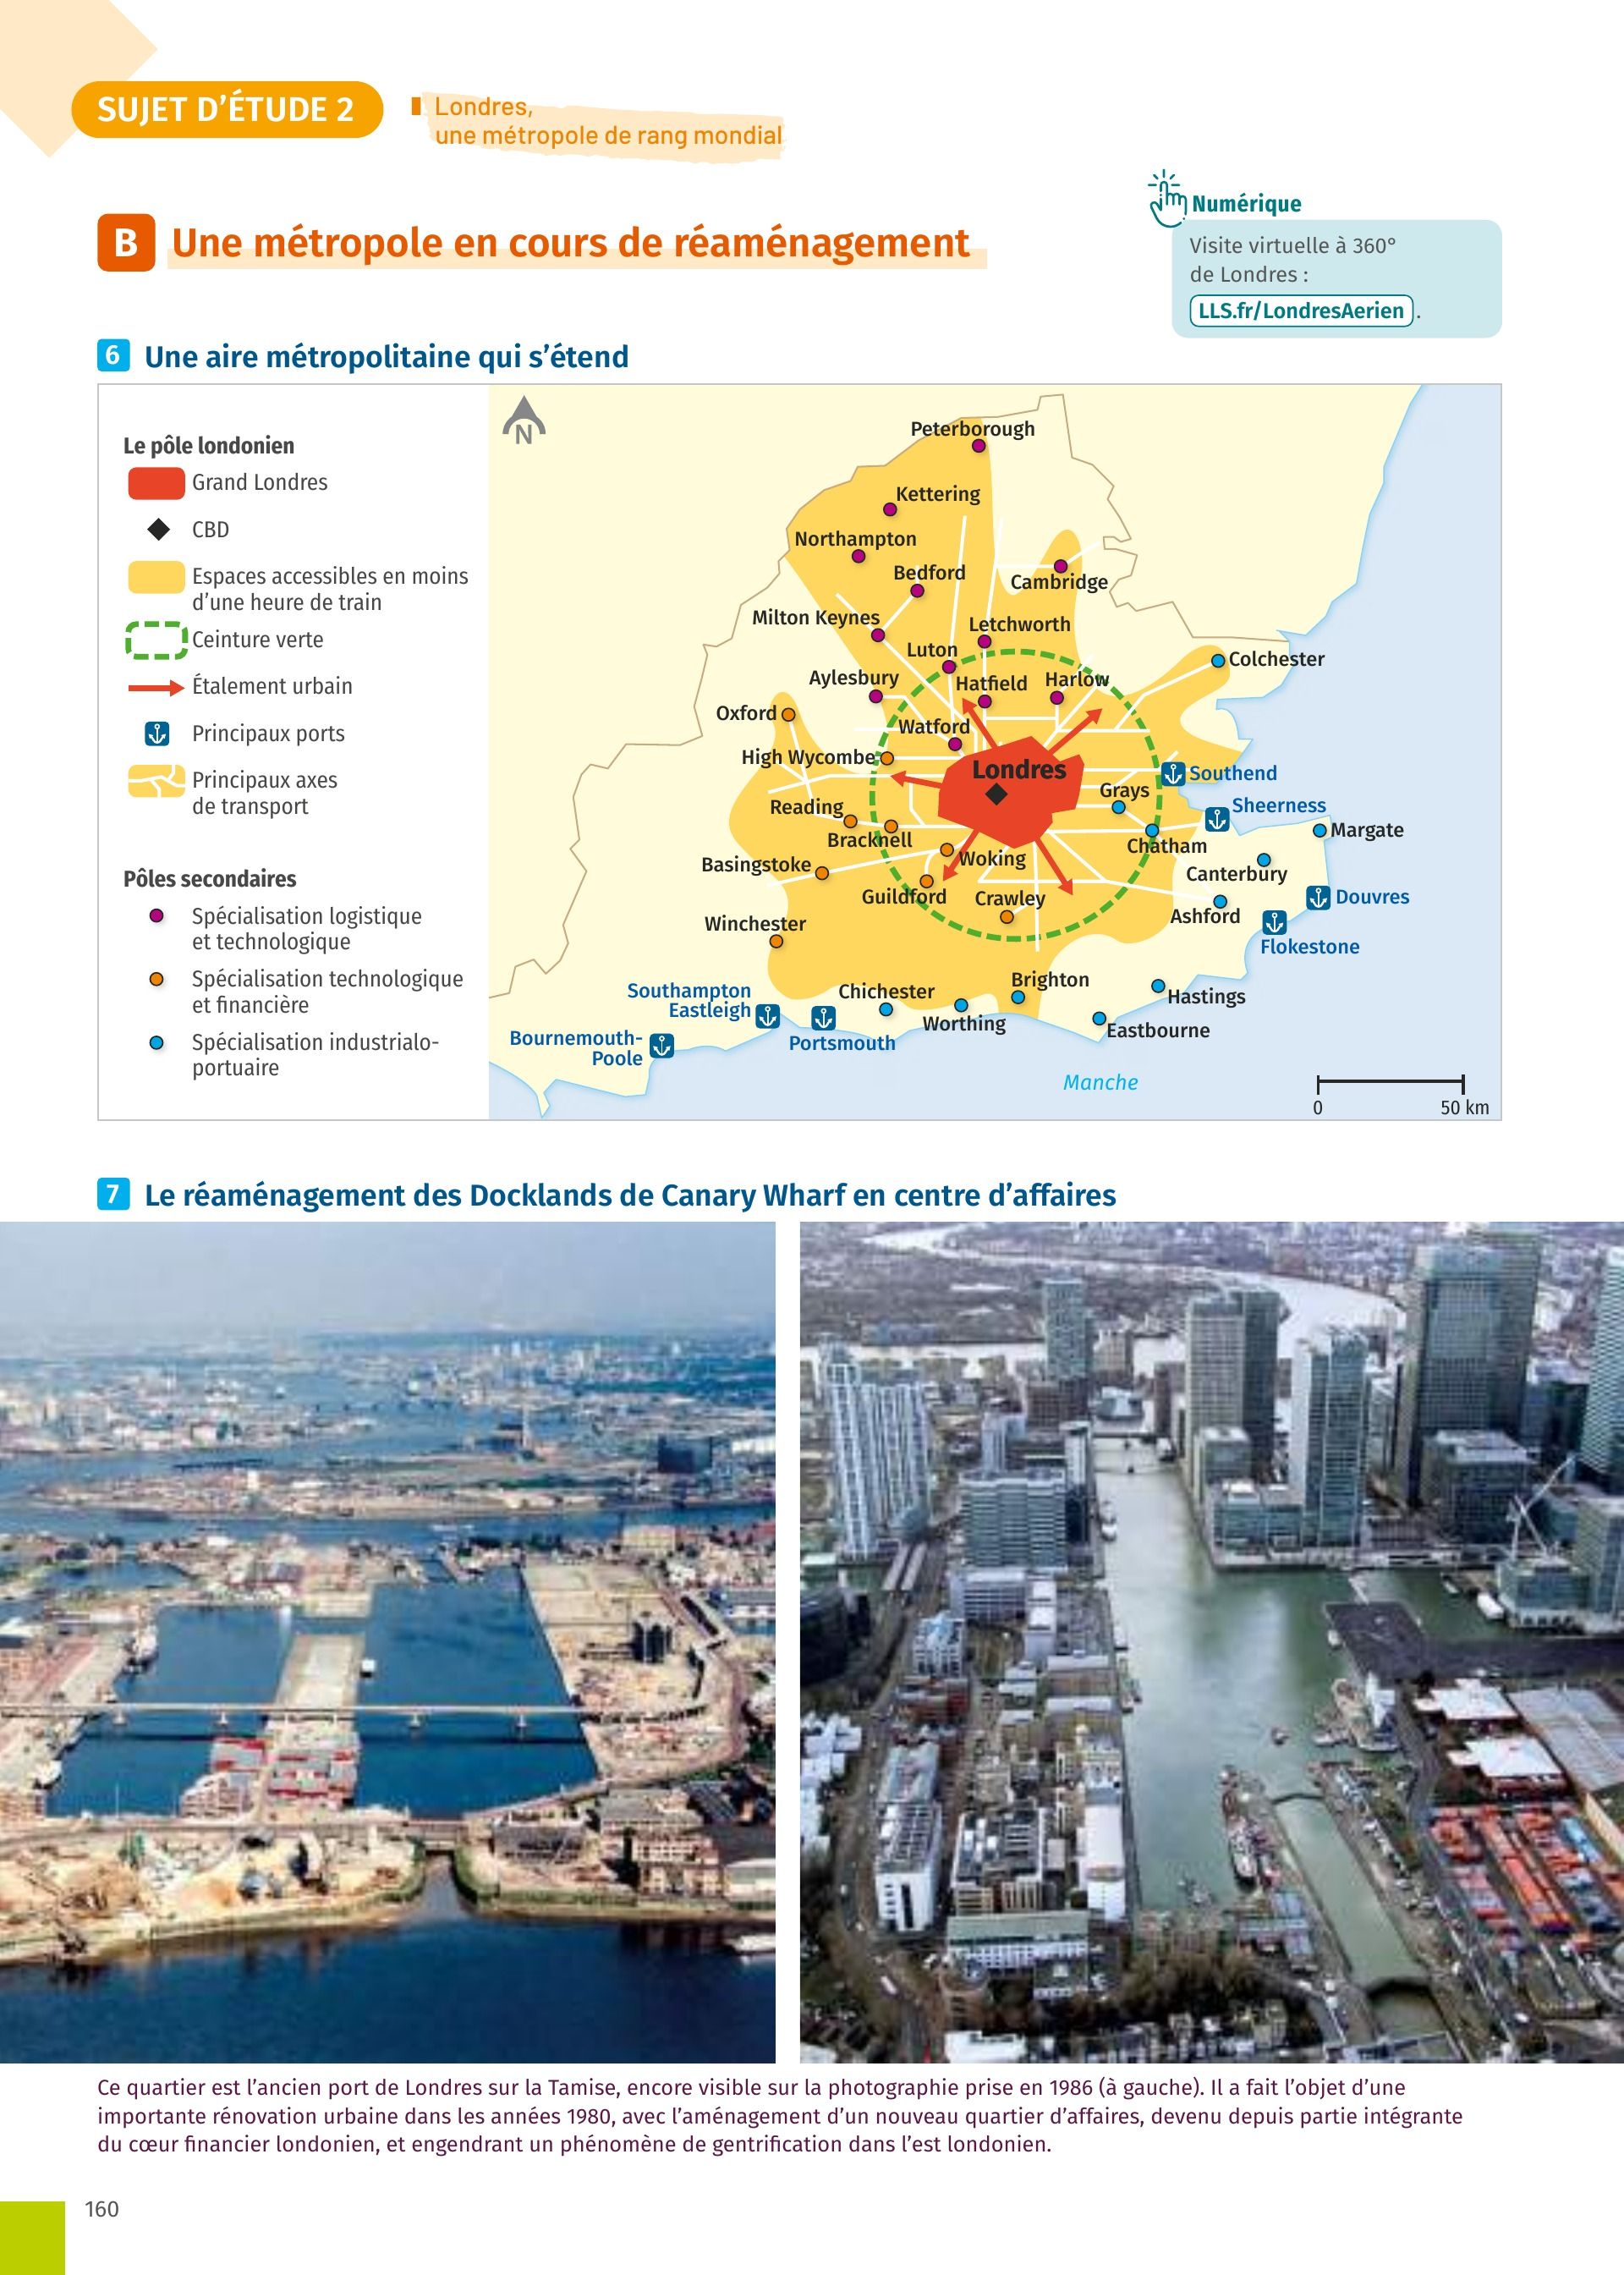 SUJET D'ÉTUDE 2
Londres,
une métropole de rang mondial
B Une métropole en cours de réaménagement
Numérique
Visite virtuelle à 360°
de Londres :
LLS.fr/LondresAerien .
6 Une aire métropolitaine qui s'étend
Le pôle londonien
Grand Londres
CBD
Espaces accessibles en moins
d'une heure de train
Ceinture verte
Étalement urbain
Principaux ports
Principaux axes
de transport
Pôles secondaires
Spécialisation logistique
et technologique
Spécialisation technologique
et financière
Spécialisation industrialo-
portuaire
N
Peterborough
Kettering
Northampton
Bedford
Cambridge
Milton Keynes
Letchworth
Luton
Colchester
Aylesbury
Hatfield
Harlow
Oxford
Watford
High Wycombe
Londres
Southend
Grays
Sheerness
Reading
Margate
Bracknell
Chatham
Woking
Basingstoke
Canterbury
Guildford
Crawley
Douvres
Ashford
Winchester
Flokestone
Brighton
Southampton
Eastleigh
Chichester
Hastings
Worthing
Eastbourne
Bournemouth-
Poole
Portsmouth
Manche
0 50 km
7 Le réaménagement des Docklands de Canary Wharf en centre d'affaires
Ce quartier est l'ancien port de Londres sur la Tamise, encore visible sur la photographie prise en 1986 (à gauche). Il a fait l'objet d'une
importante rénovation urbaine dans les années 1980, avec l'aménagement d'un nouveau quartier d'affaires, devenu depuis partie intégrante
du cœur financier londonien, et engendrant un phénomène de gentrification dans l'est londonien.
160